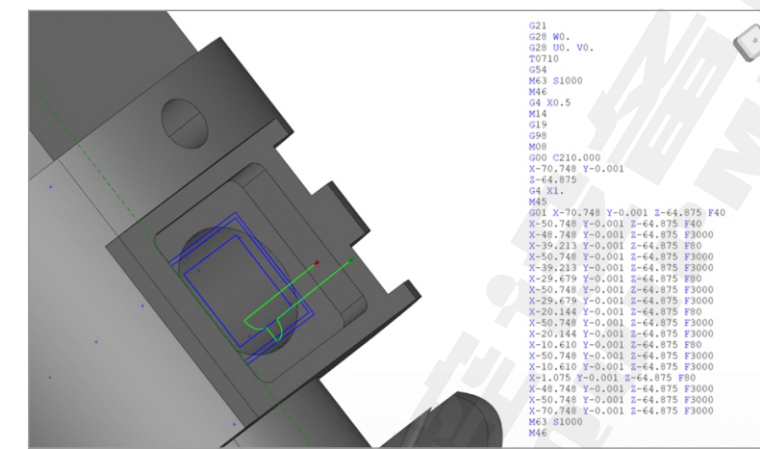 G21
G28 W0.
G28 U0. V0.
T0710
G54
M63 S1000
M46
G4 X0.5
M14
G19
G98
M08
G00 C210.000
X-70.748 Y-0.001
Z-64.875
G4 X1.
M45
G01 X-70.748 Y-0.001 Z-64.875 F40
X-50.748 Y-0.001 Z-64.875 F40
X-48.748 Y-0.001 Z-64.875 F3000
X-39.213 Y-0.001 Z-64.875 F80
X-50.748 Y-0.001 Z-64.875 F3000
X-39.213 Y-0.001 Z-64.875 F3000
X-29.679 Y-0.001 Z-64.875 F80
X-50.748 Y-0.001 Z-64.875 F3000
X-29.679 Y-0.001 Z-64.875 F3000
X-20.144 Y-0.001 Z-64.875 F80
X-50.748 Y-0.001 Z-64.875 F3000
X-20.144 Y-0.001 Z-64.875 F3000
X-10.610 Y-0.001 Z-64.875 F80
X-50.748 Y-0.001 Z-64.875 F3000
X-10.610 Y-0.001 Z-64.875 F3000
X-1.075 Y-0.001 Z-64.875 F80
X-48.748 Y-0.001 Z-64.875 F3000
X-50.748 Y-0.001 Z-64.875 F3000
X-70.748 Y-0.001 Z-64.875 F3000
M63 S1000
M46